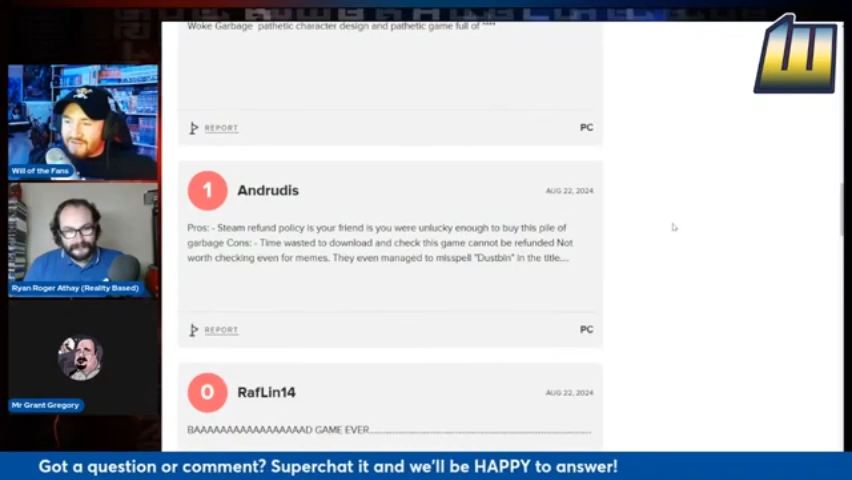 Woke Garbage pathetic character design and pathetic game full of ****
REPORT
PC
1
Andrudis
AUG 22, 2024
Pros: - Steam refund policy is your friend is you were unlucky enough to buy this pile of
garbage Cons: - Time wasted to download and check this game cannot be refunded Not
worth checking even for memes. They even managed to misspell "Dustbin" in the title....
REPORT
PC
0
RafLin14
AUG 22, 2024
BAAAAAAAAAAAAAAAAAD GAME EVER
Will of the Fans
Ryan Roger Athay (Reality Based)
Mr Grant Gregory
Got a question or comment? Superchat it and we'll be HAPPY to answer!